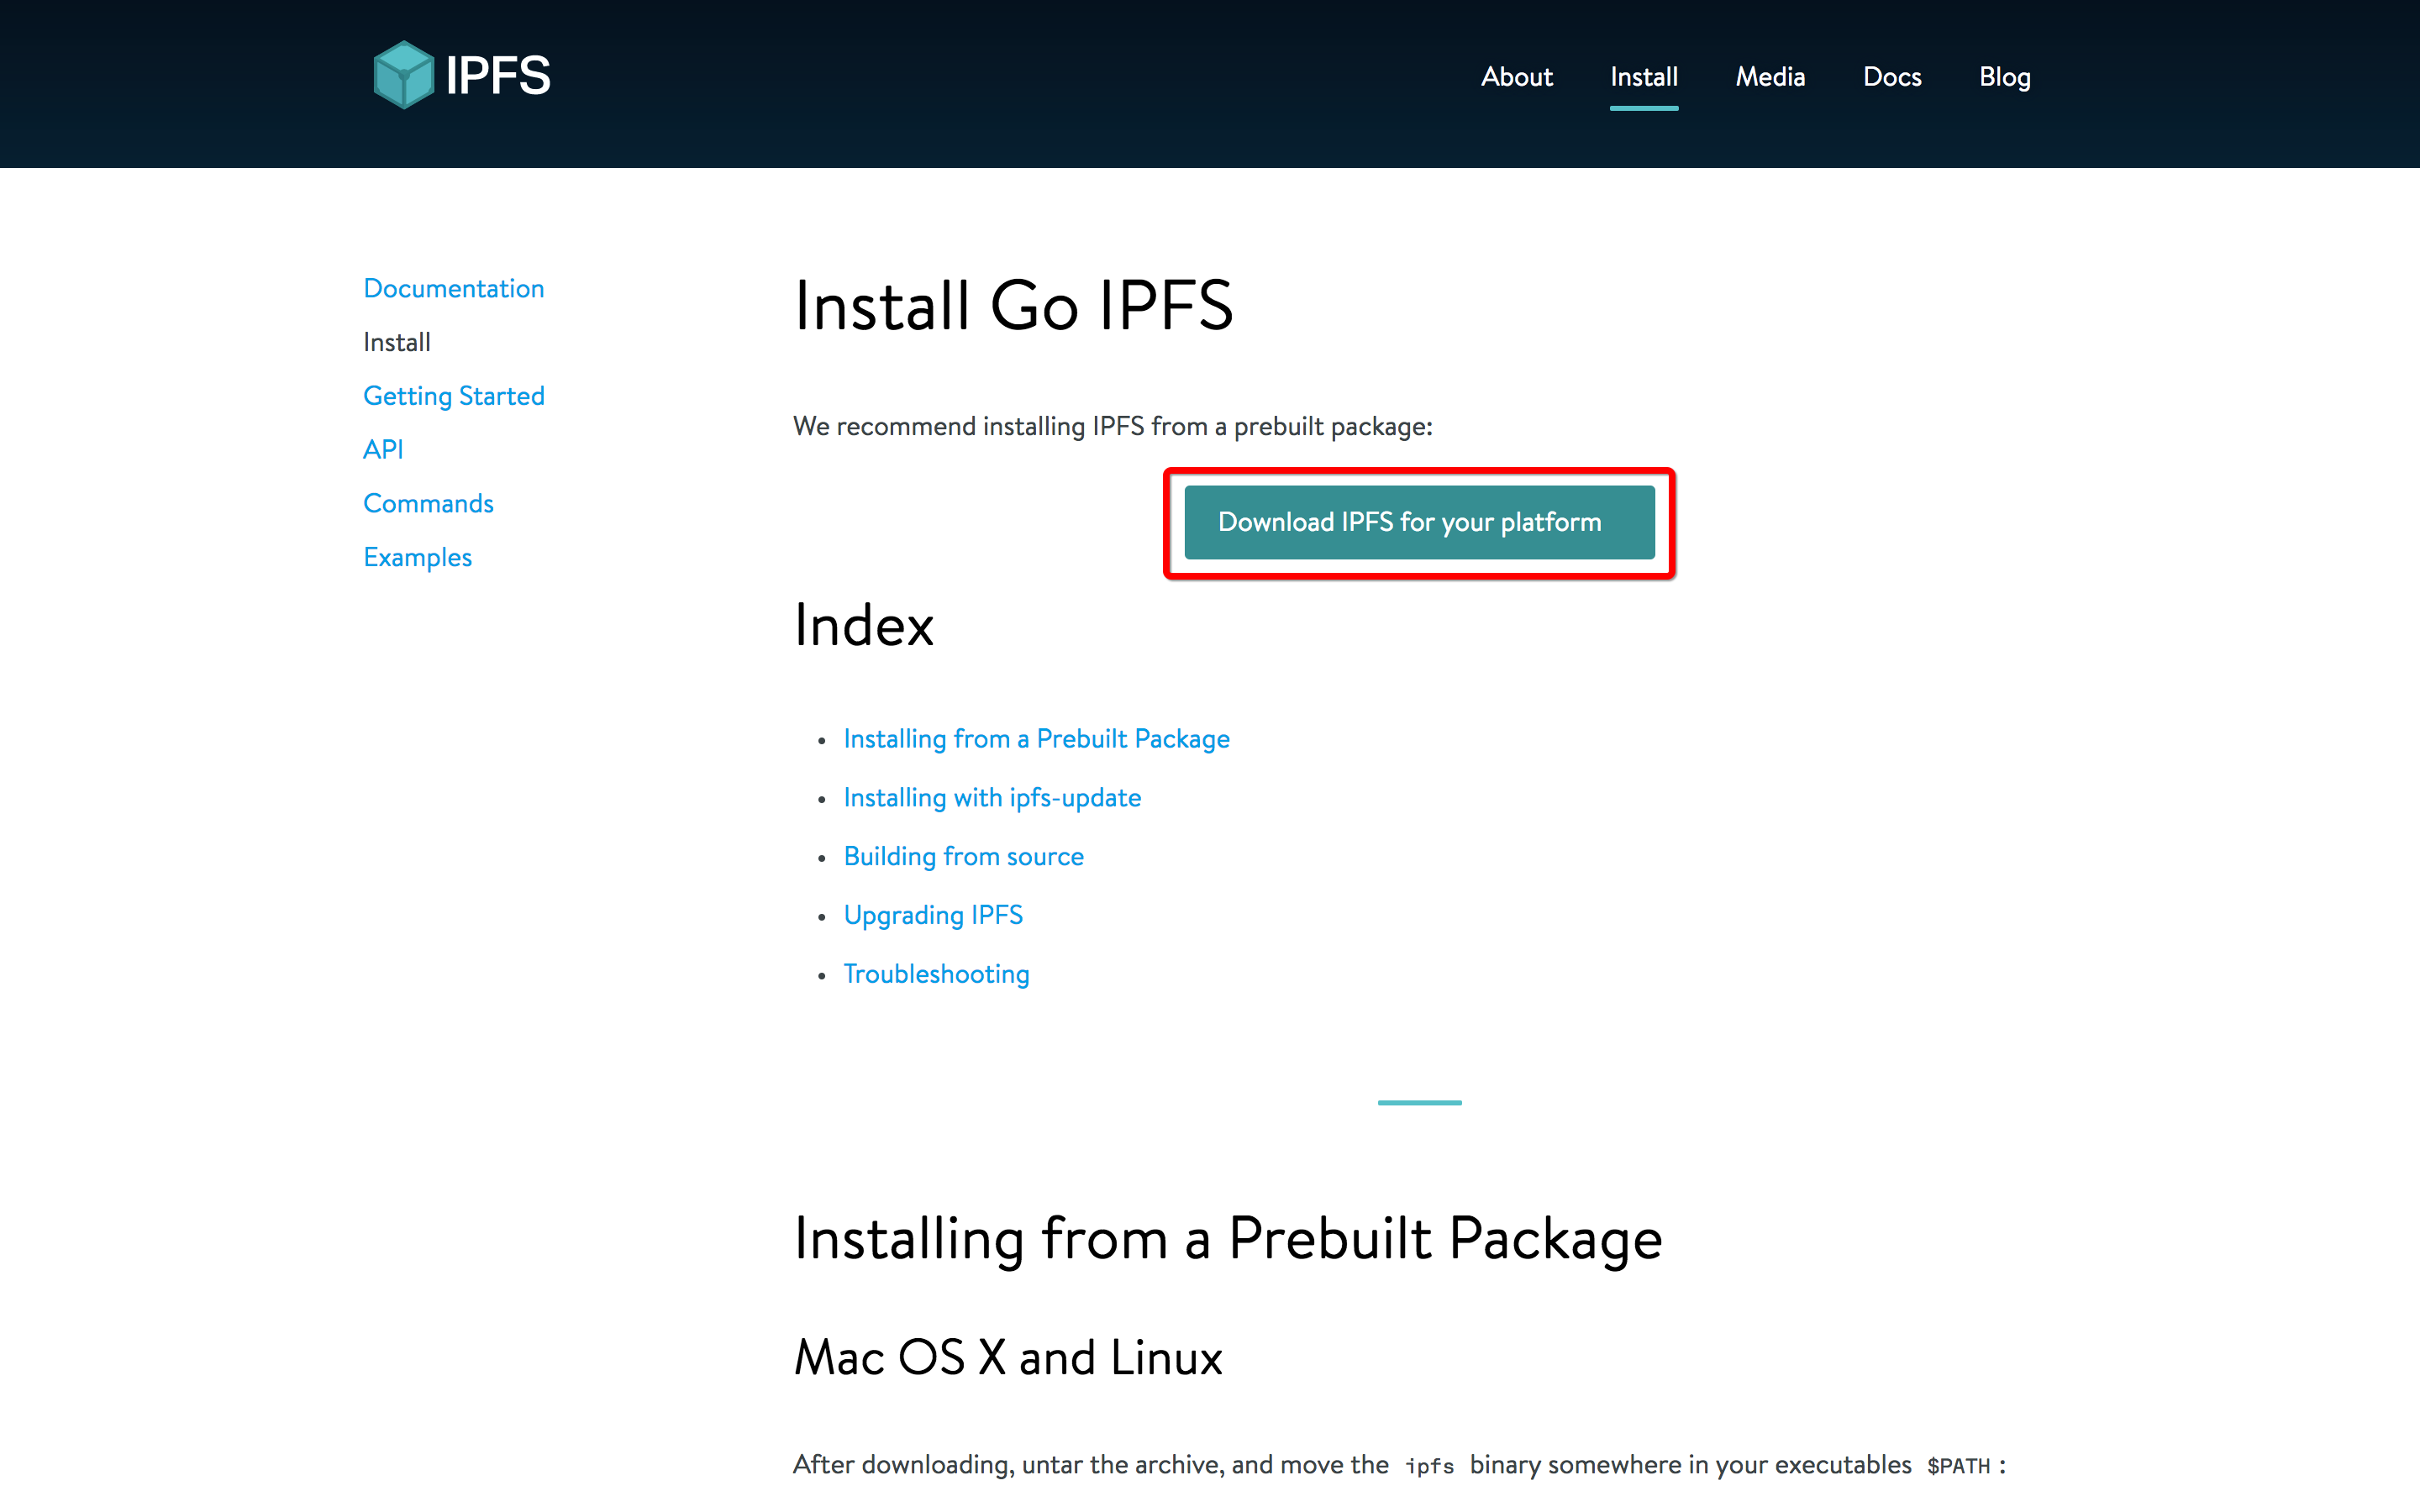 IPFS
About Install Media Docs Blog
Documentation
Install
Getting Started
API
Commands
Examples
Install Go IPFS
We recommend installing IPFS from a prebuilt package:
Download IPFS for your platform
Index
• Installing from a Prebuilt Package
• Installing with ipfs-update
• Building from source
• Upgrading IPFS
• Troubleshooting
Installing from a Prebuilt Package
Mac OS X and Linux
After downloading, untar the archive, and move the ipfs binary somewhere in your executables $PATH :